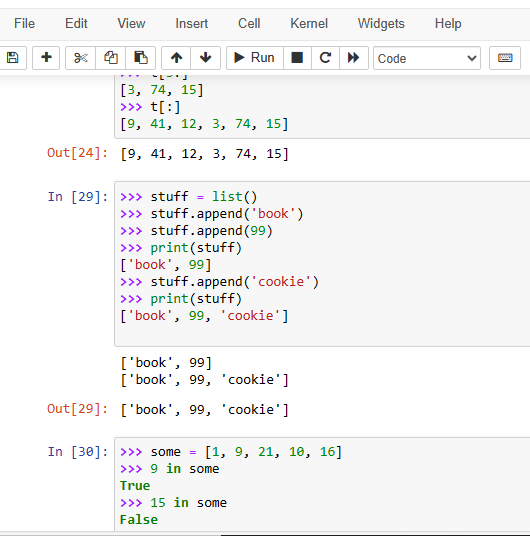 File Edit View Insert Cell Kernel Widgets Help
Run Code
[3, 74, 15]
>>> t[:]
[9, 41, 12, 3, 74, 15]
Out[24]: [9, 41, 12, 3, 74, 15]
In [29]: >>> stuff = list()
>>> stuff.append('book')
>>> stuff.append(99)
>>> print(stuff)
['book', 99]
>>> stuff.append('cookie')
>>> print(stuff)
['book', 99, 'cookie']
['book', 99]
['book', 99, 'cookie']
Out[29]: ['book', 99, 'cookie']
In [30]: >>> some = [1, 9, 21, 10, 16]
>>> 9 in some
True
>>> 15 in some
False